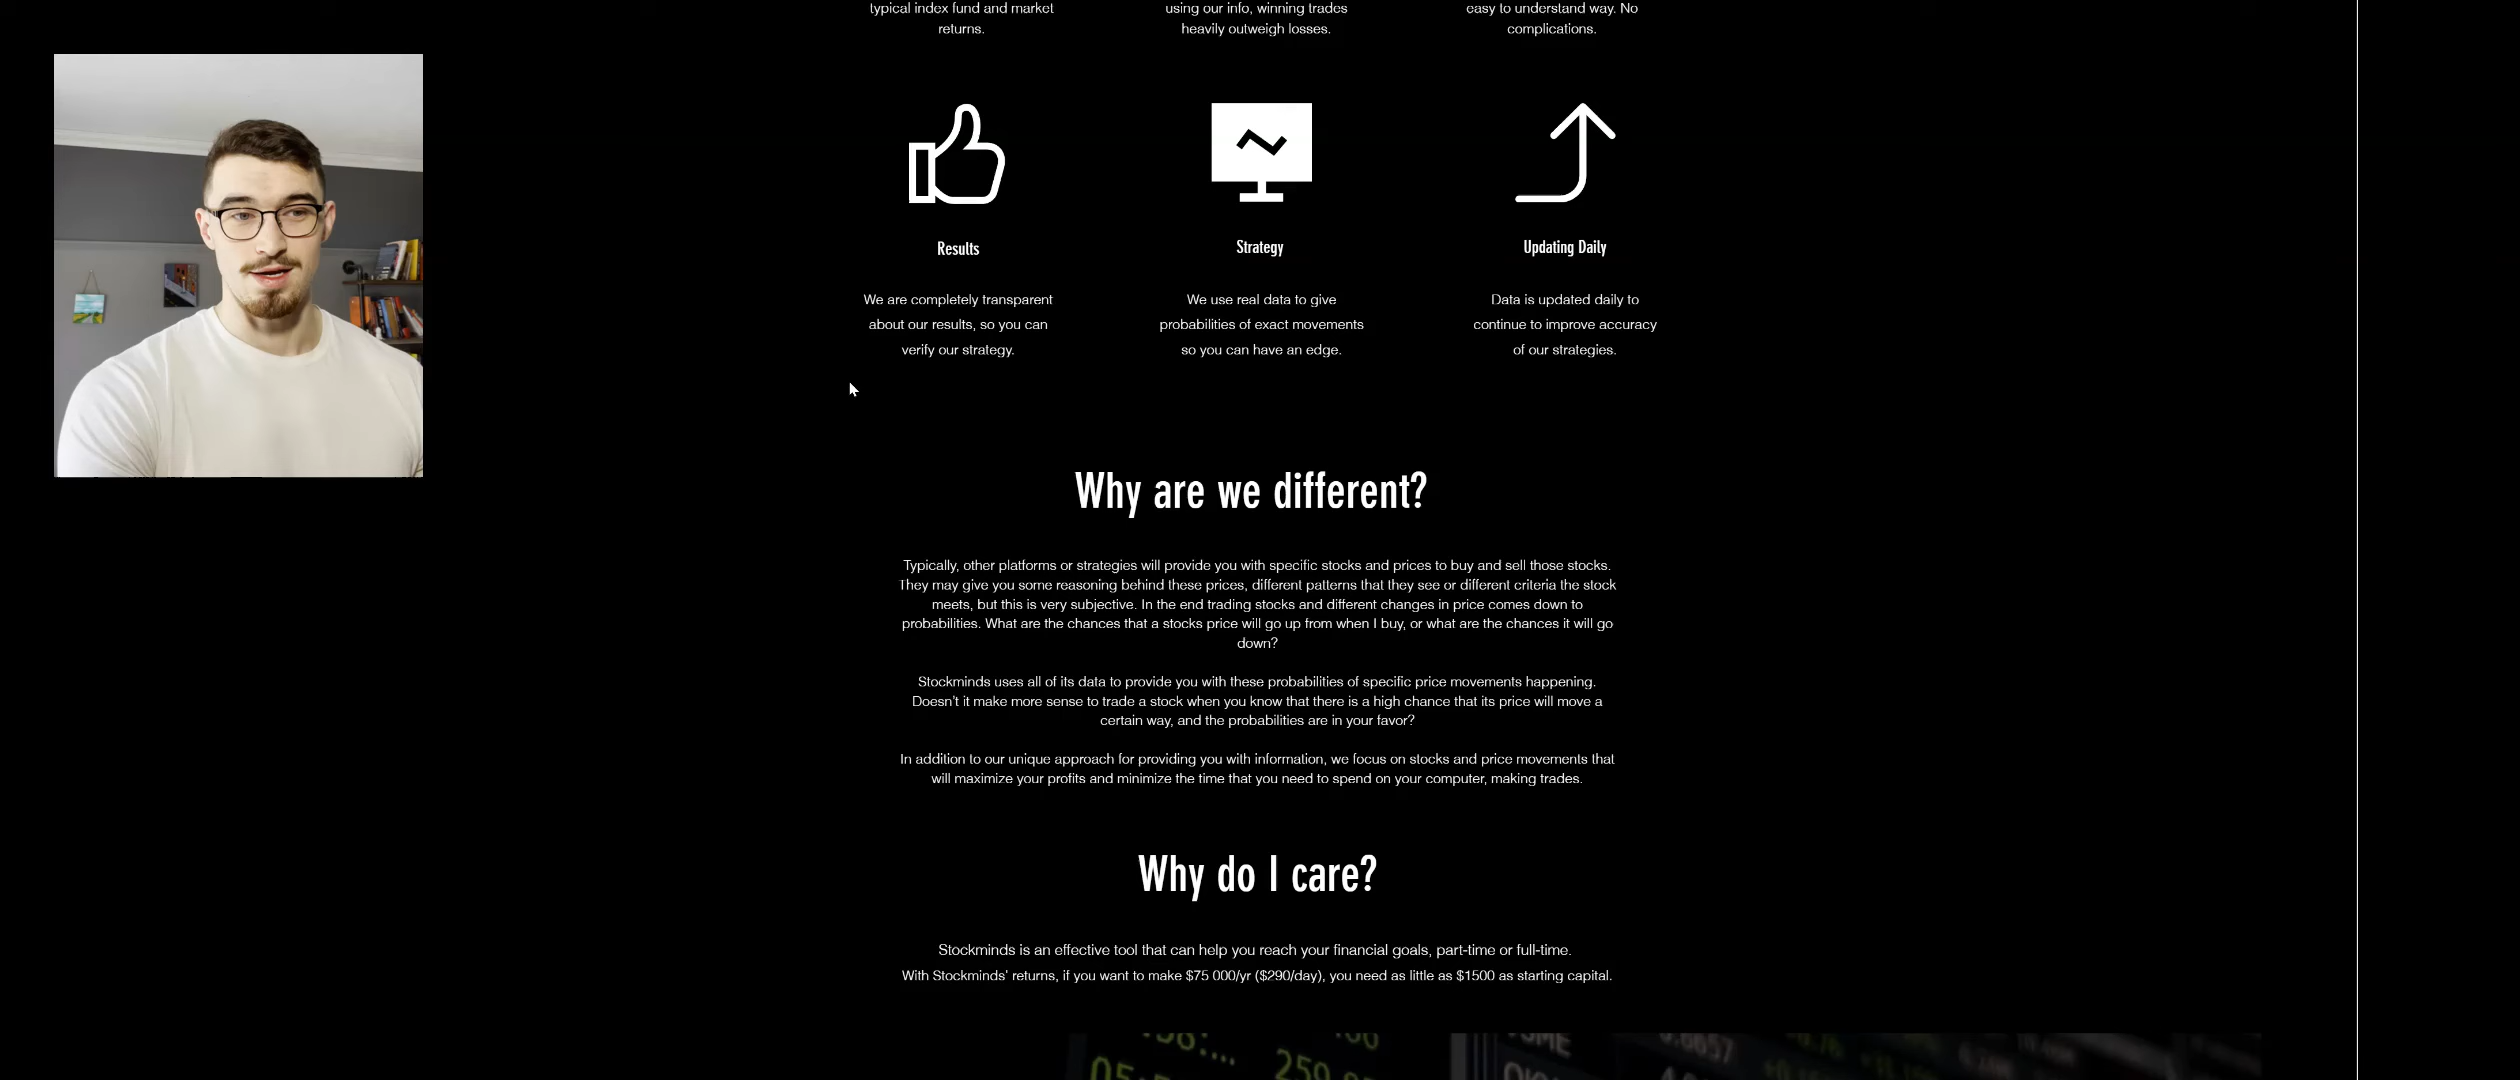 typical index fund and market
returns.
using our info, winning trades
heavily outweigh losses.
easy to understand way. No
complications.
Results
We are completely transparent
about our results, so you can
verify our strategy.
Strategy
We use real data to give
probabilities of exact movements
so you can have an edge.
Updating Daily
Data is updated daily to
continue to improve accuracy
of our strategies.
Why are we different?
Typically, other platforms or strategies will provide you with specific stocks and prices to buy and sell those stocks.
They may give you some reasoning behind these prices, different patterns that they see or different criteria the stock
meets, but this is very subjective. In the end trading stocks and different changes in price comes down to
probabilities. What are the chances that a stocks price will go up from when I buy, or what are the chances it will go
down?
Stockminds uses all of its data to provide you with these probabilities of specific price movements happening.
Doesn't it make more sense to trade a stock when you know that there is a high chance that its price will move a
certain way, and the probabilities are in your favor?
In addition to our unique approach for providing you with information, we focus on stocks and price movements that
will maximize your profits and minimize the time that you need to spend on your computer, making trades.
Why do I care?
Stockminds is an effective tool that can help you reach your financial goals, part-time or full-time.
With Stockminds' returns, if you want to make $75 000/yr ($290/day), you need as little as $1500 as starting capital.